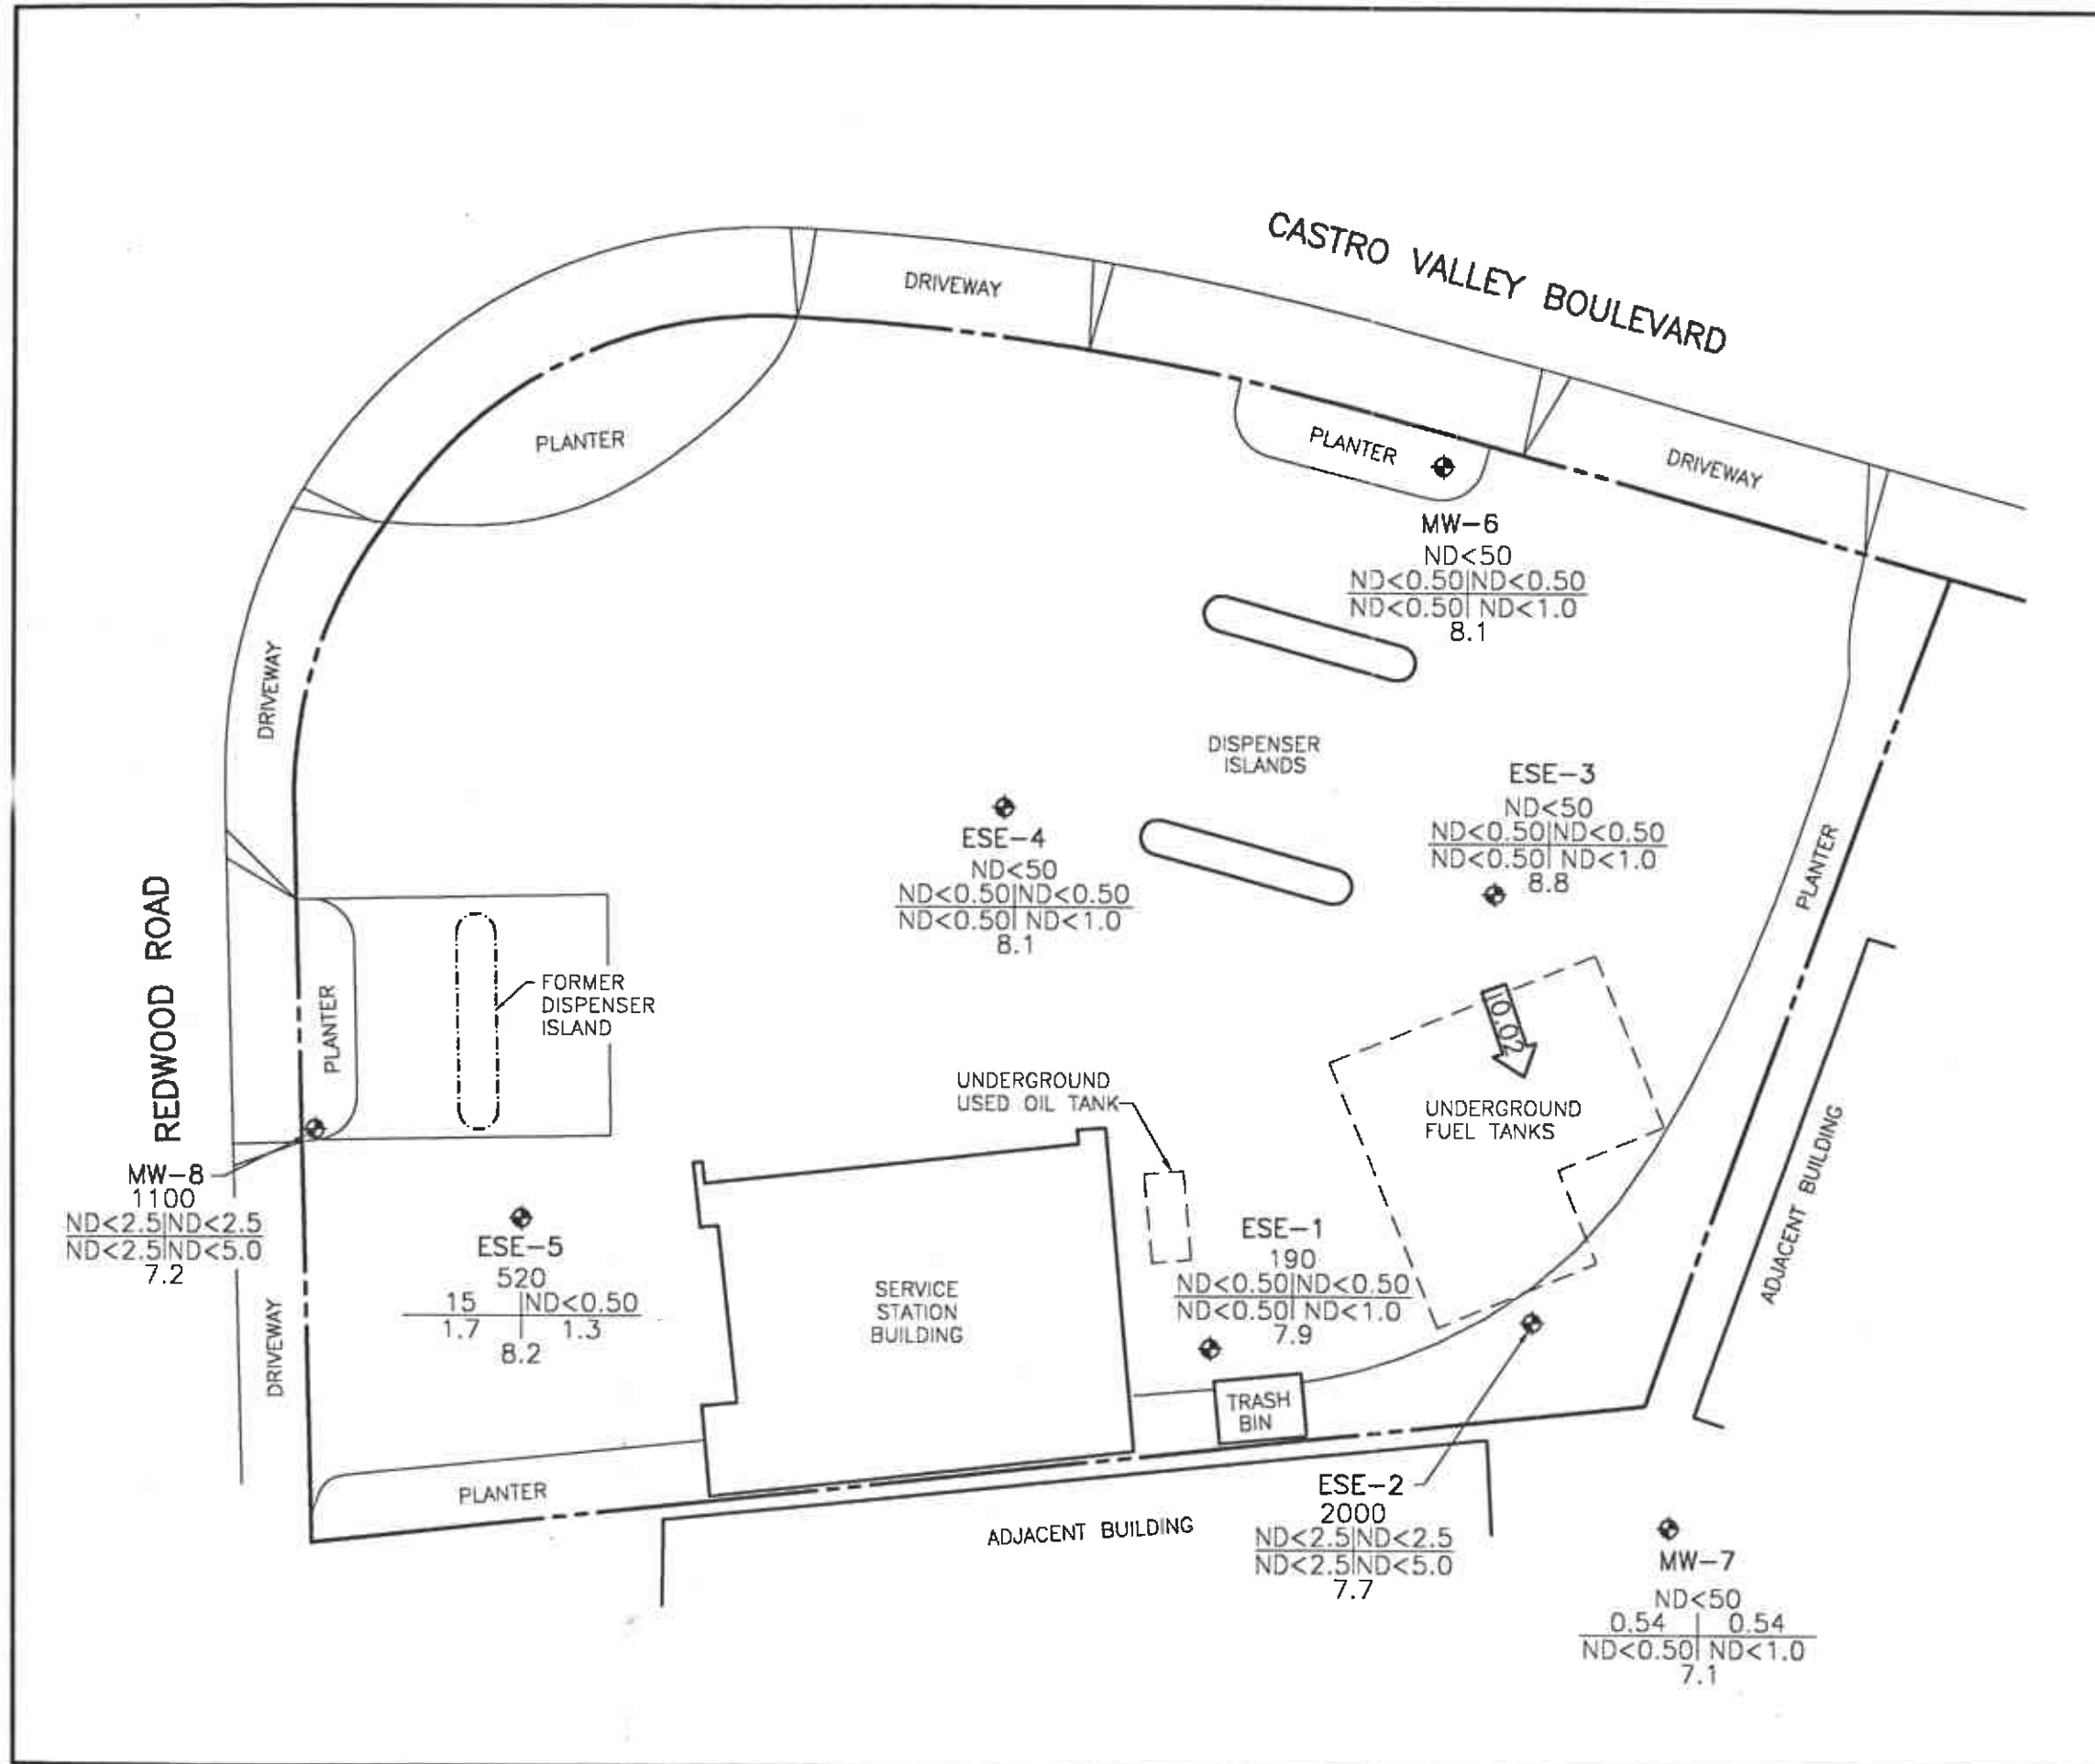 CASTRO VALLEY BOULEVARD
DRIVEWAY
PLANTER
PLANTER
DRIVEWAY
MW-6
ND<50
ND<0.50|ND<0.50
ND<0.50| ND<1.0
8.1
DRIVEWAY
DISPENSER
ISLANDS
ESE-3
ND<50
ND<0.50|ND<0.50
ND<0.50| ND<1.0
8.8
ESE-4
ND<50
ND<0.50|ND<0.50
ND<0.50| ND<1.0
8.1
PLANTER
REDWOOD ROAD
PLANTER
FORMER
DISPENSER
ISLAND
10.02
UNDERGROUND
USED OIL TANK
UNDERGROUND
FUEL TANKS
ADJACENT BUILDING
MW-8
1100
ND<2.5|ND<2.5
ND<2.5|ND<5.0
7.2
ESE-5
520
15 |ND<0.50
1.7 | 1.3
8.2
SERVICE
STATION
BUILDING
ESE-1
190
ND<0.50|ND<0.50
ND<0.50| ND<1.0
7.9
DRIVEWAY
TRASH
BIN
PLANTER
ADJACENT BUILDING
ESE-2
2000
ND<2.5|ND<2.5
ND<2.5|ND<5.0
7.7
MW-7
ND<50
0.54 | 0.54
ND<0.50| ND<1.0
7.1